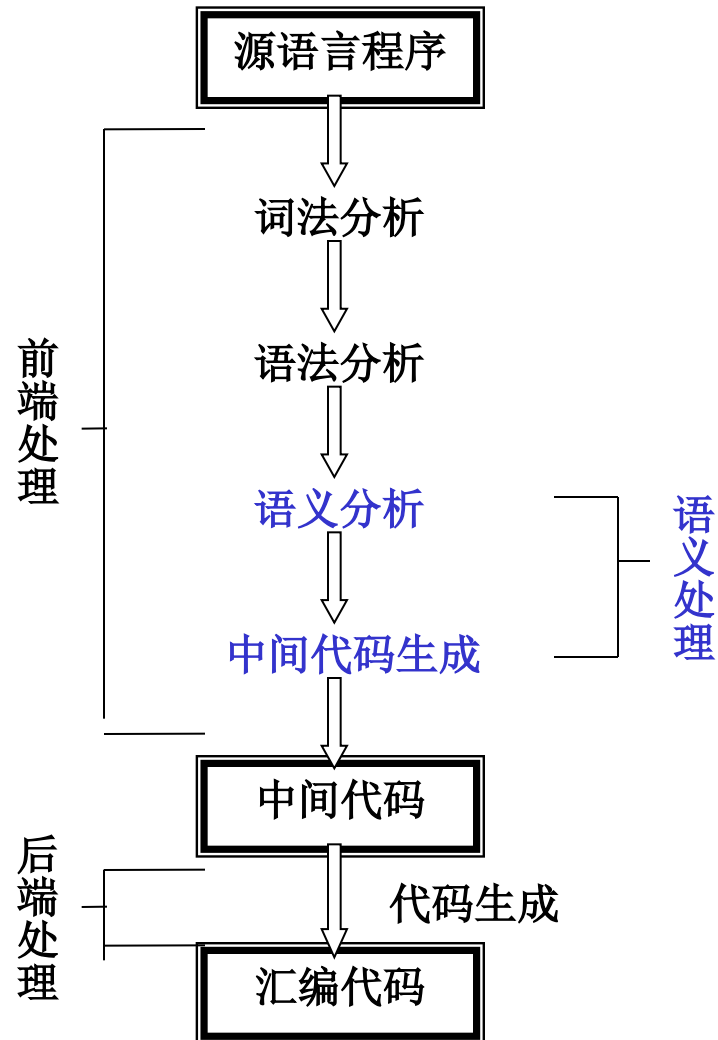 源语言程序
词法分析
语法分析
前端处理
语义分析
语义处理
中间代码生成
中间代码
后端处理
代码生成
汇编代码